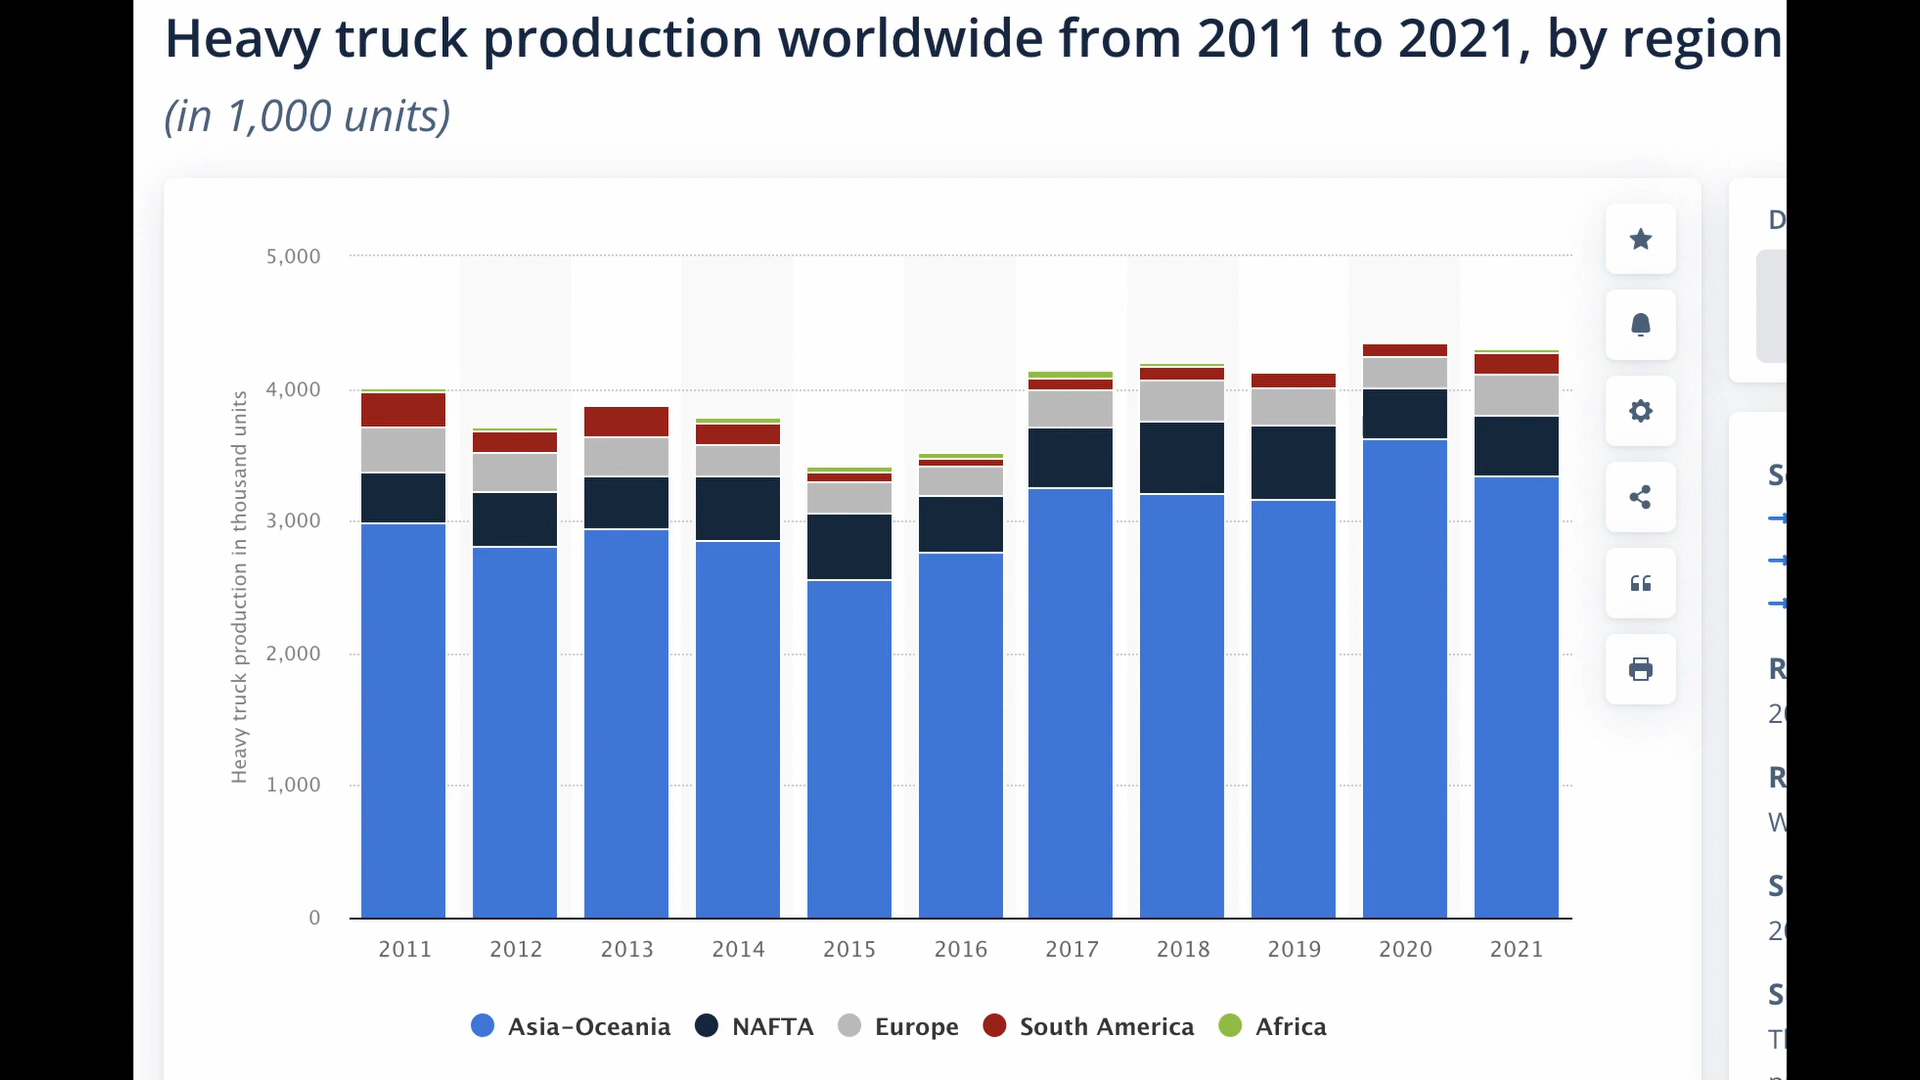 Heavy truck production worldwide from 2011 to 2021, by region
(in 1,000 units)
Heavy truck production in thousand units
5,000
4,000
3,000
2,000
1,000
0
2011 2012 2013 2014 2015 2016 2017 2018 2019 2020 2021
Asia-Oceania NAFTA Europe South America Africa